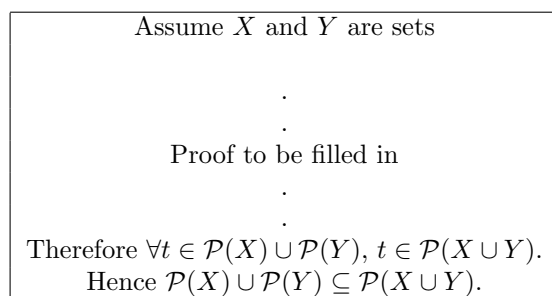 Assume X and Y are sets
.
.
Proof to be filled in
.
.
Therefore ∀t ∈ 𝒫(X) ∪ 𝒫(Y), t ∈ 𝒫(X ∪ Y).
Hence 𝒫(X) ∪ 𝒫(Y) ⊆ 𝒫(X ∪ Y).